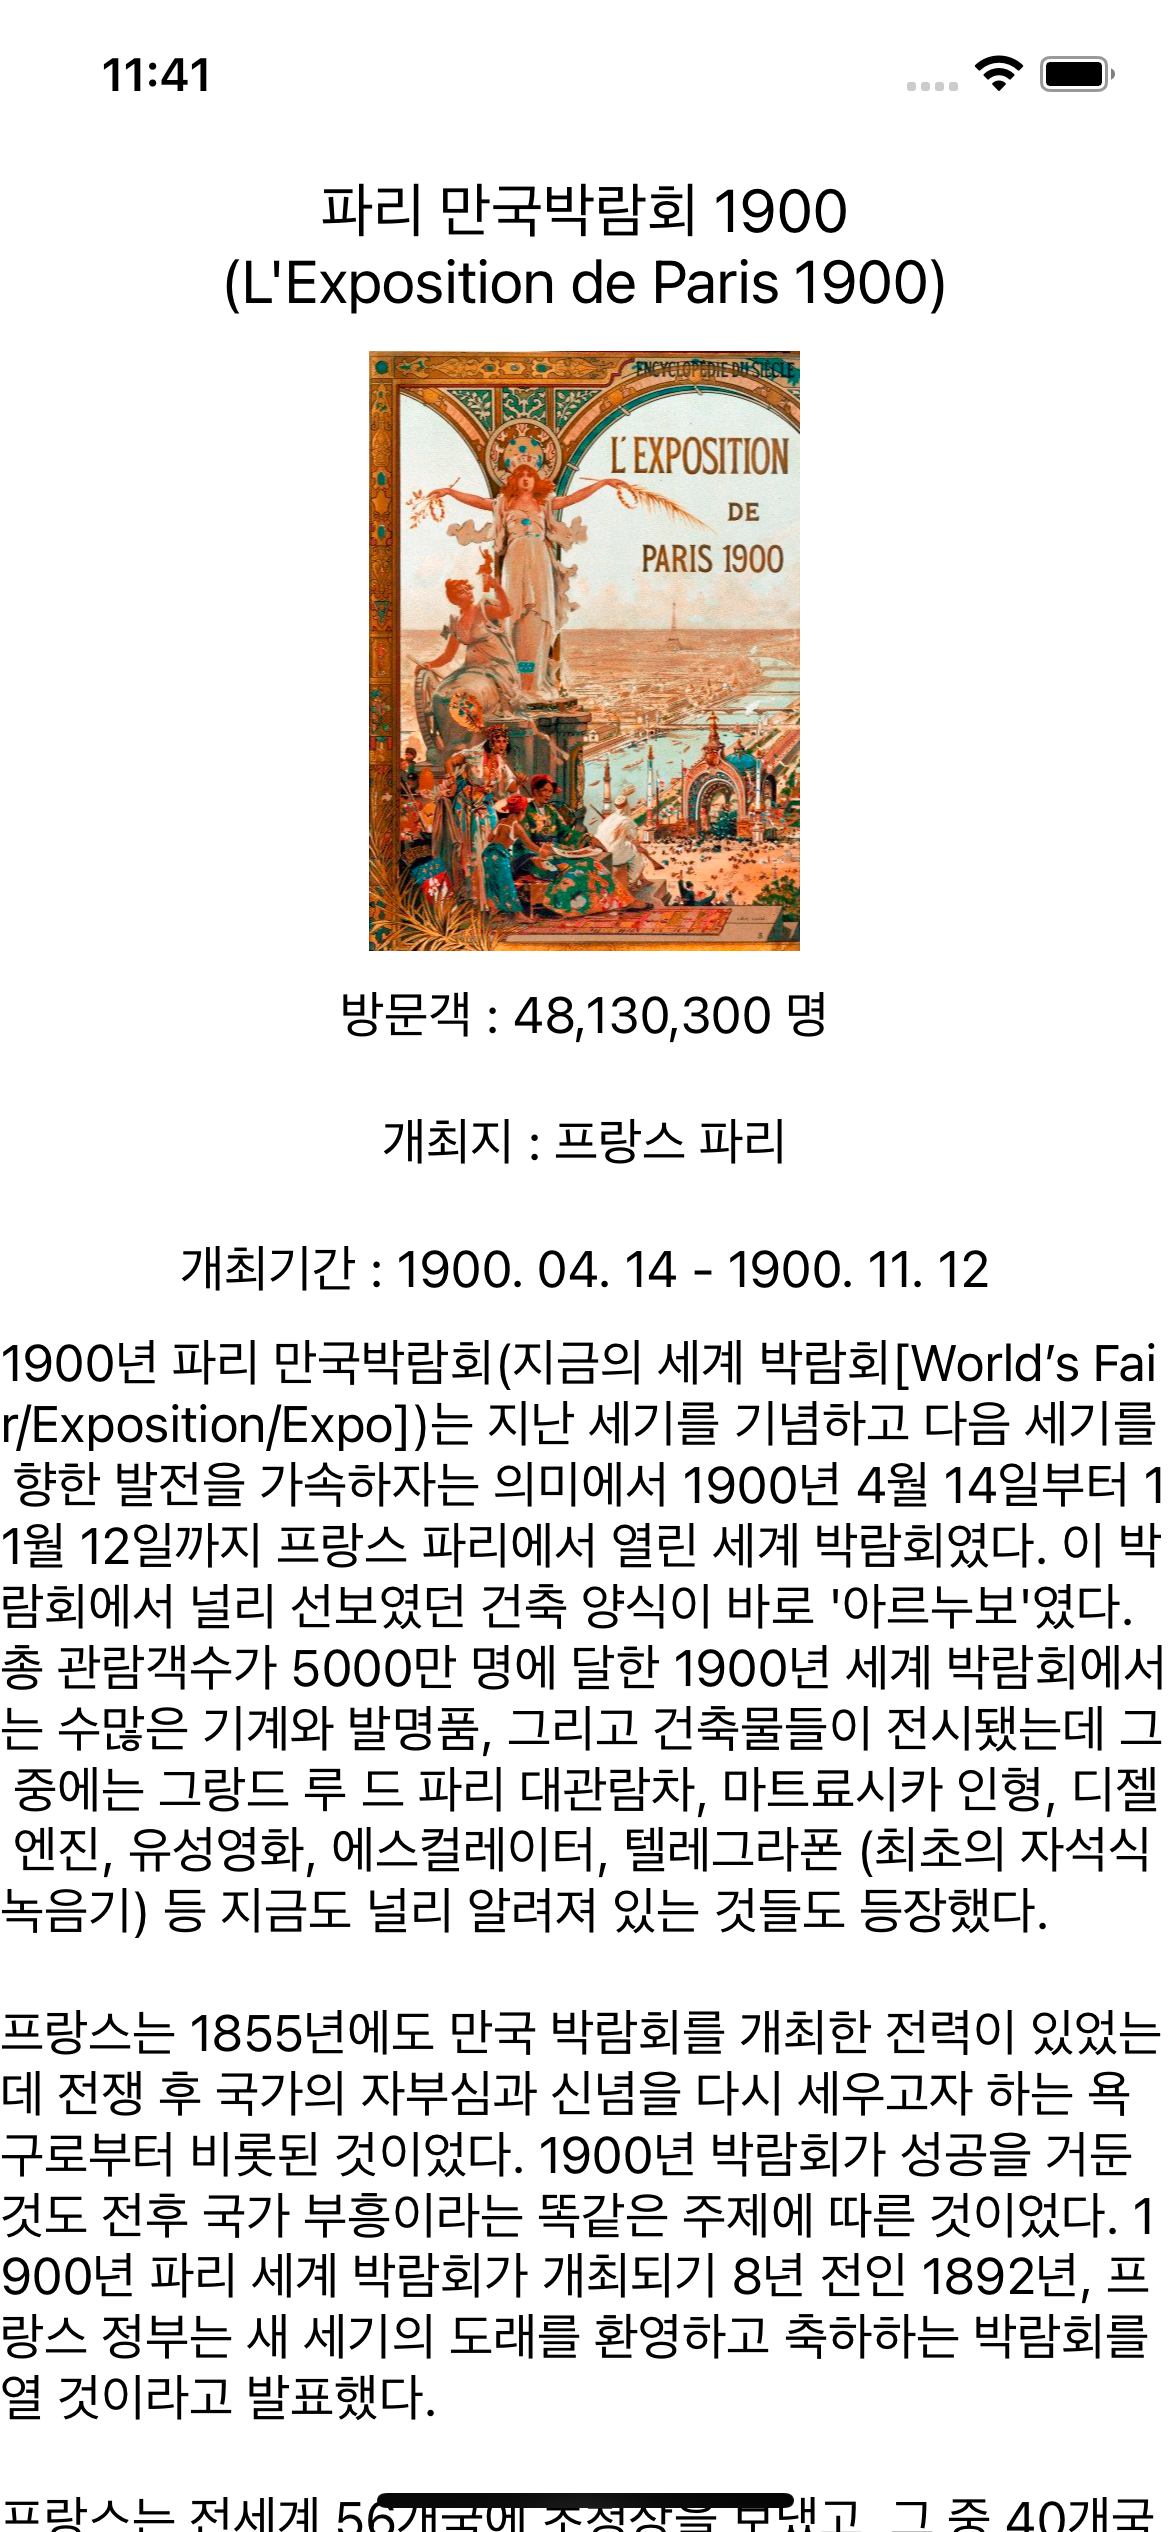 11:41
파리 만국박람회 1900
(L'Exposition de Paris 1900)
ENCYCLOPÉDIE DU SIÈCLE
L'EXPOSITION
DE
PARIS 1900
방문객 : 48,130,300 명
개최지 : 프랑스 파리
개최기간 : 1900. 04. 14 - 1900. 11. 12
1900년 파리 만국박람회(지금의 세계 박람회[World’s Fai
r/Exposition/Expo])는 지난 세기를 기념하고 다음 세기를
향한 발전을 가속하자는 의미에서 1900년 4월 14일부터 1
1월 12일까지 프랑스 파리에서 열린 세계 박람회였다. 이 박
람회에서 널리 선보였던 건축 양식이 바로 '아르누보'였다.
총 관람객수가 5000만 명에 달한 1900년 세계 박람회에서
는 수많은 기계와 발명품, 그리고 건축물들이 전시됐는데 그
중에는 그랑드 루 드 파리 대관람차, 마트료시카 인형, 디젤
엔진, 유성영화, 에스컬레이터, 텔레그라폰 (최초의 자석식
녹음기) 등 지금도 널리 알려져 있는 것들도 등장했다.
프랑스는 1855년에도 만국 박람회를 개최한 전력이 있었는
데 전쟁 후 국가의 자부심과 신념을 다시 세우고자 하는 욕
구로부터 비롯된 것이었다. 1900년 박람회가 성공을 거둔
것도 전후 국가 부흥이라는 똑같은 주제에 따른 것이었다. 1
900년 파리 세계 박람회가 개최되기 8년 전인 1892년, 프
랑스 정부는 새 세기의 도래를 환영하고 축하하는 박람회를
열 것이라고 발표했다.
프랑스는 전세계 56개국에 초청장을 보냈고, 그 중 40개국